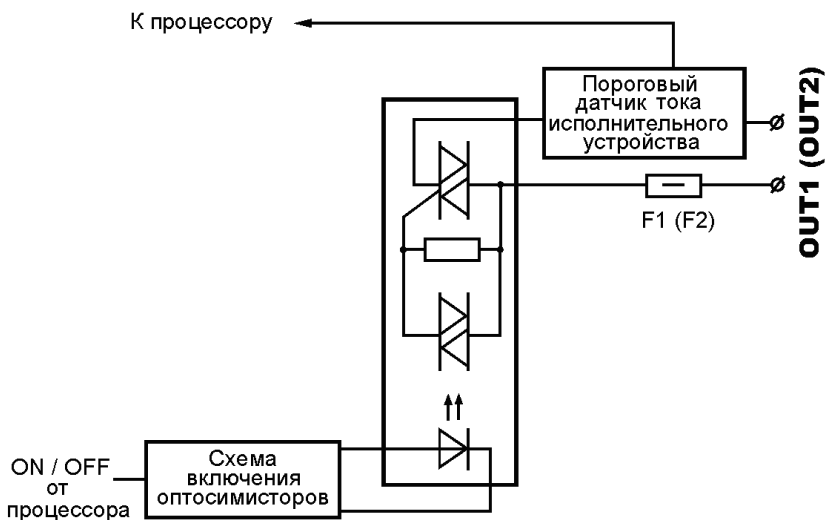 К процессору
Пороговый
датчик тока
исполнительного
устройства
OUT1 (OUT2)
F1 (F2)
ON / OFF
от
процессора
Схема
включения
оптосимисторов